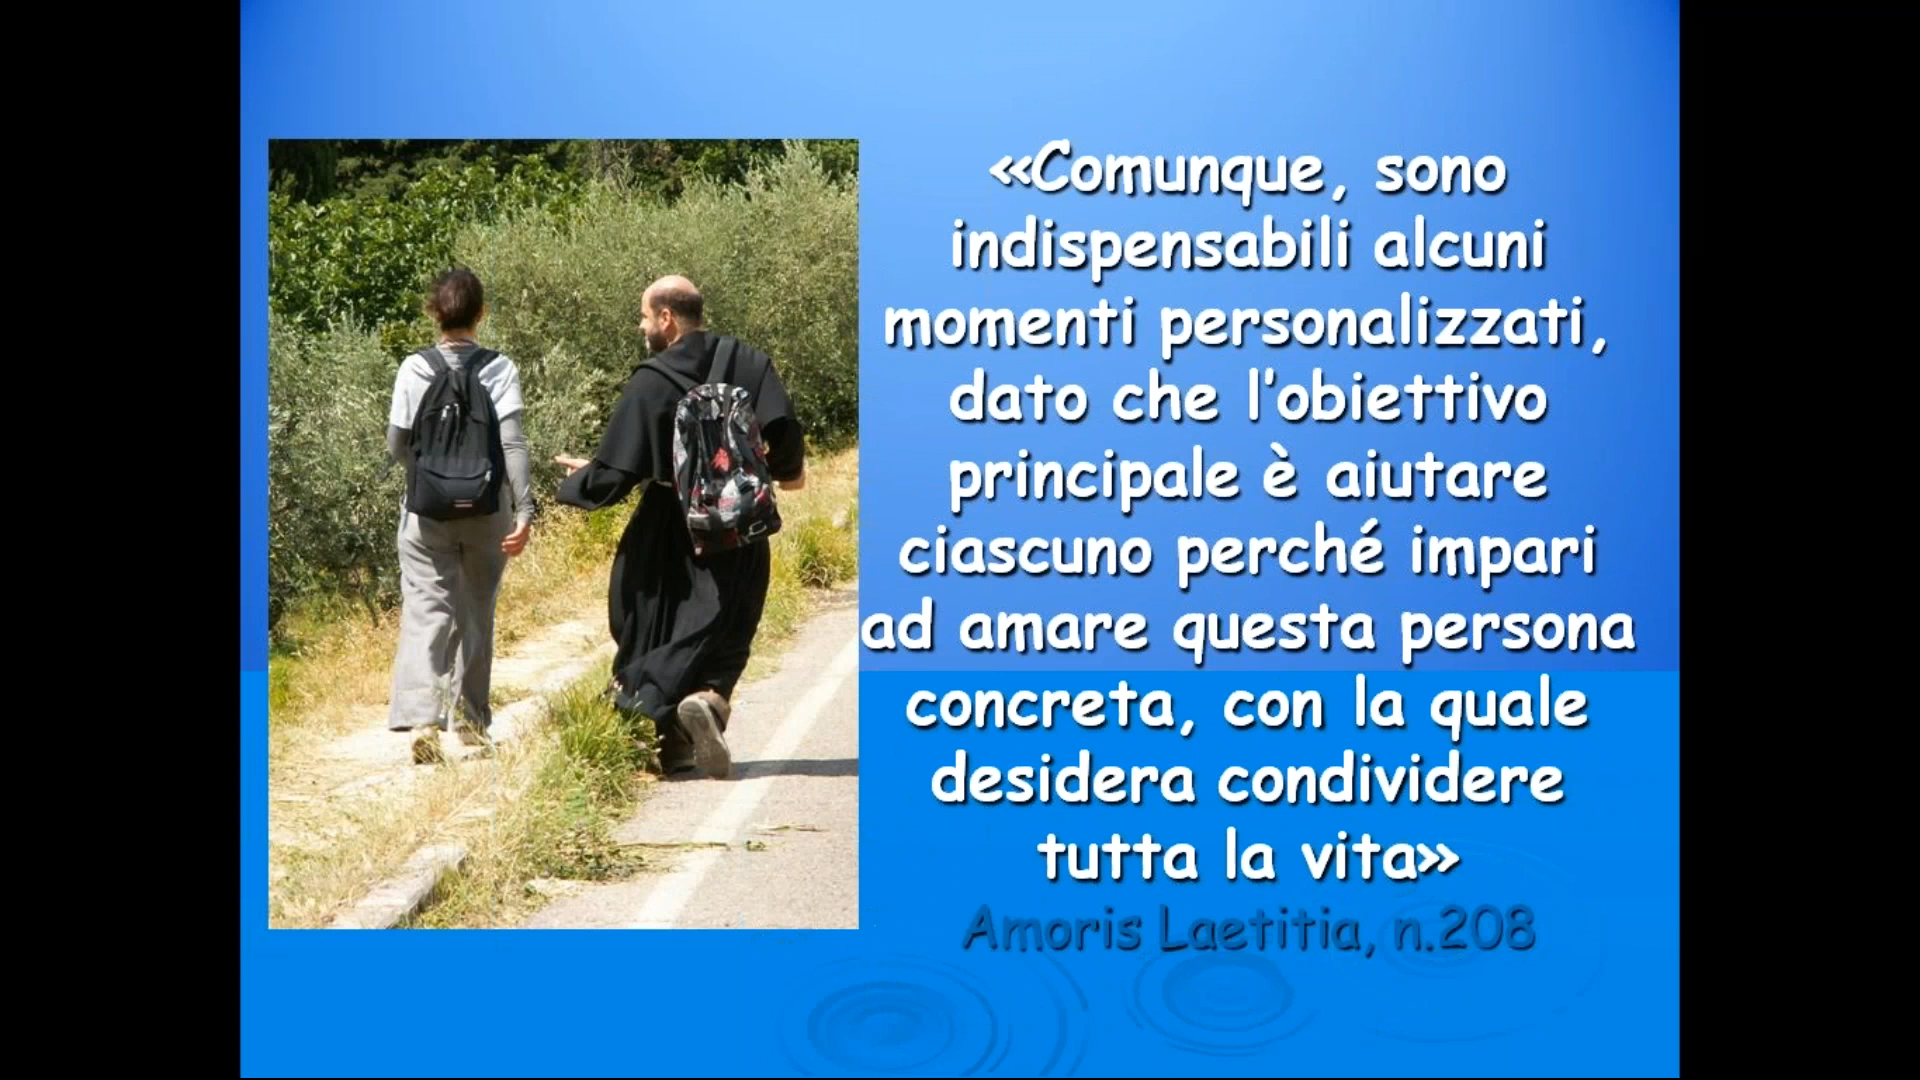 «Comunque, sono
indispensabili alcuni
momenti personalizzati,
dato che l'obiettivo
principale è aiutare
ciascuno perché impari
ad amare questa persona
concreta, con la quale
desidera condividere
tutta la vita»
Amoris Laetitia, n.208